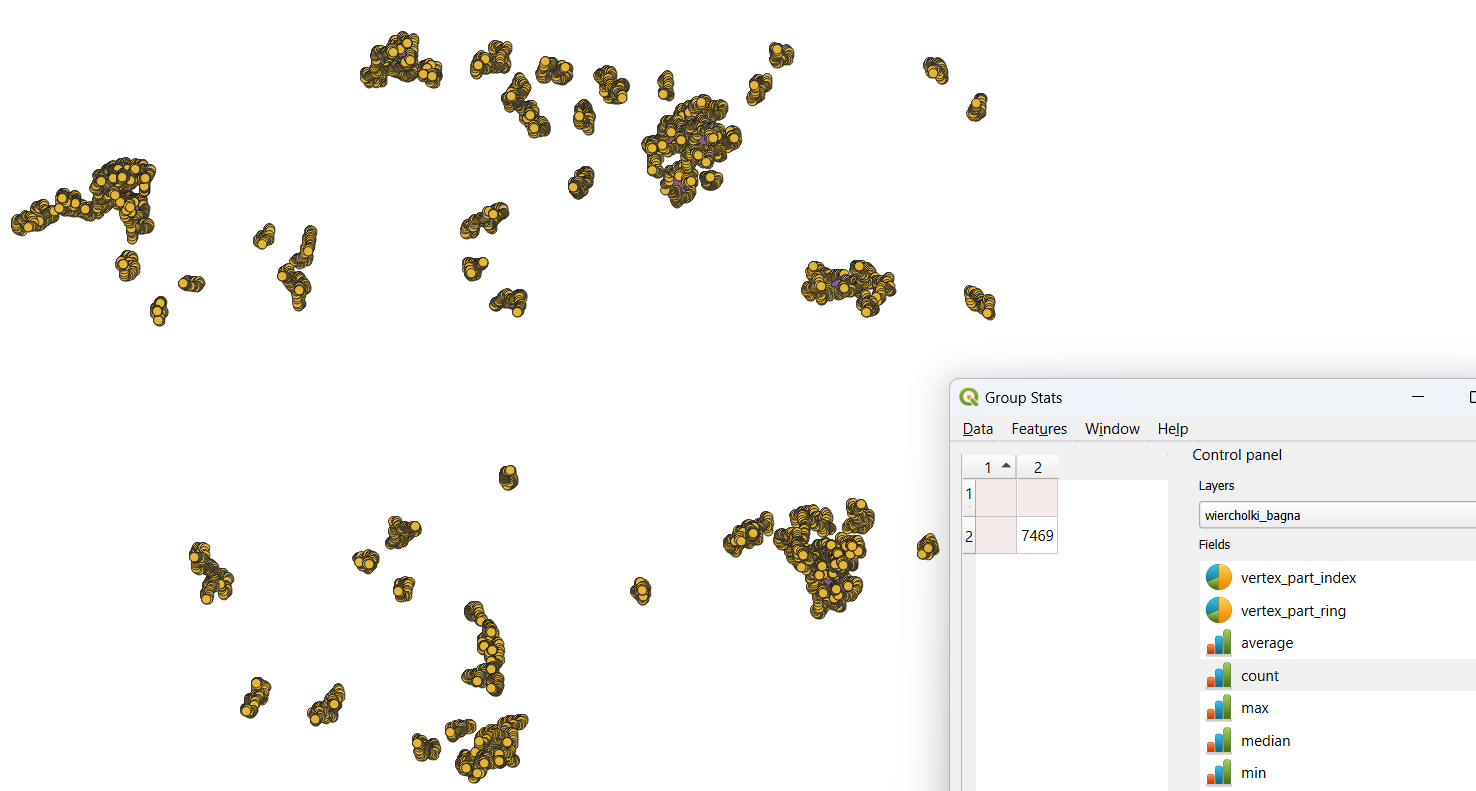 Group Stats
Data Features Window Help
1 2
1
2 7469
Control panel
Layers
wiercholki_bagna
Fields
vertex_part_index
vertex_part_ring
average
count
max
median
min